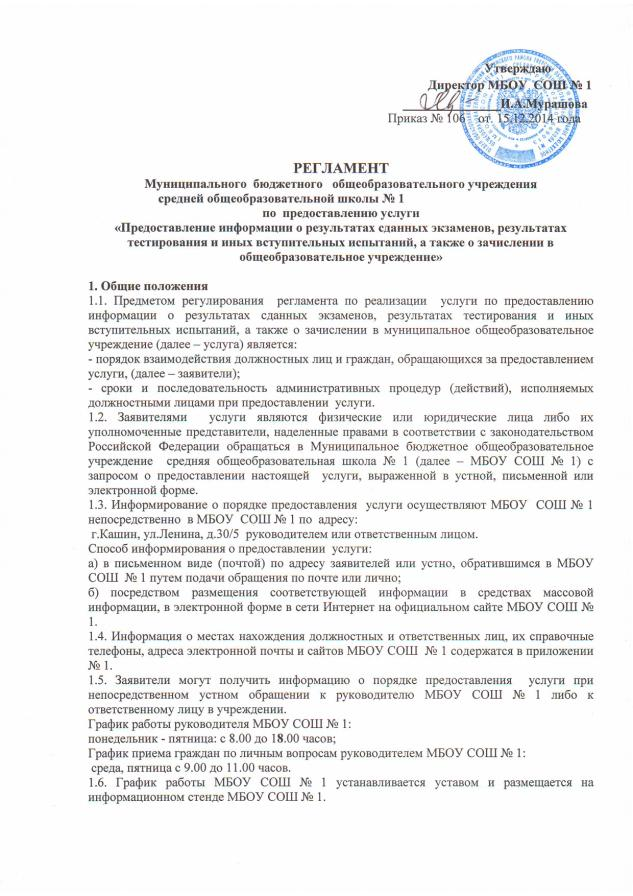 Утверждаю
Директор МБОУ СОШ № 1
И.А.Мурашова
Приказ № 106 от. 15.12.2014 года
РЕГЛАМЕНТ
Муниципального бюджетного общеобразовательного учреждения
средней общеобразовательной школы № 1
по предоставлению услуги
«Предоставление информации о результатах сданных экзаменов, результатах
тестирования и иных вступительных испытаний, а также о зачислении в
общеобразовательное учреждение»
1. Общие положения
1.1. Предметом регулирования регламента по реализации услуги по предоставлению
информации о результатах сданных экзаменов, результатах тестирования и иных
вступительных испытаний, а также о зачислении в муниципальное общеобразовательное
учреждение (далее – услуга) является:
- порядок взаимодействия должностных лиц и граждан, обращающихся за предоставлением
услуги, (далее – заявители);
- сроки и последовательность административных процедур (действий), исполняемых
должностными лицами при предоставлении услуги.
1.2. Заявителями услуги являются физические или юридические лица либо их
уполномоченные представители, наделенные правами в соответствии с законодательством
Российской Федерации обращаться в Муниципальное бюджетное общеобразовательное
учреждение средняя общеобразовательная школа № 1 (далее – МБОУ СОШ № 1) с
запросом о предоставлении настоящей услуги, выраженной в устной, письменной или
электронной форме.
1.3. Информирование о порядке предоставления услуги осуществляют МБОУ СОШ № 1
непосредственно в МБОУ СОШ № 1 по адресу:
г.Кашин, ул.Ленина, д.30/5 руководителем или ответственным лицом.
Способ информирования о предоставлении услуги:
а) в письменном виде (почтой) по адресу заявителей или устно, обратившимся в МБОУ
СОШ № 1 путем подачи обращения по почте или лично;
б) посредством размещения соответствующей информации в средствах массовой
информации, в электронной форме в сети Интернет на официальном сайте МБОУ СОШ №
1.
1.4. Информация о местах нахождения должностных и ответственных лиц, их справочные
телефоны, адреса электронной почты и сайтов МБОУ СОШ № 1 содержатся в приложении
№ 1.
1.5. Заявители могут получить информацию о порядке предоставления услуги при
непосредственном устном обращении к руководителю МБОУ СОШ № 1 либо к
ответственному лицу в учреждении.
График работы руководителя МБОУ СОШ № 1:
понедельник - пятница: с 8.00 до 18.00 часов;
График приема граждан по личным вопросам руководителем МБОУ СОШ № 1:
среда, пятница с 9.00 до 11.00 часов.
1.6. График работы МБОУ СОШ № 1 устанавливается уставом и размещается на
информационном стенде МБОУ СОШ № 1.